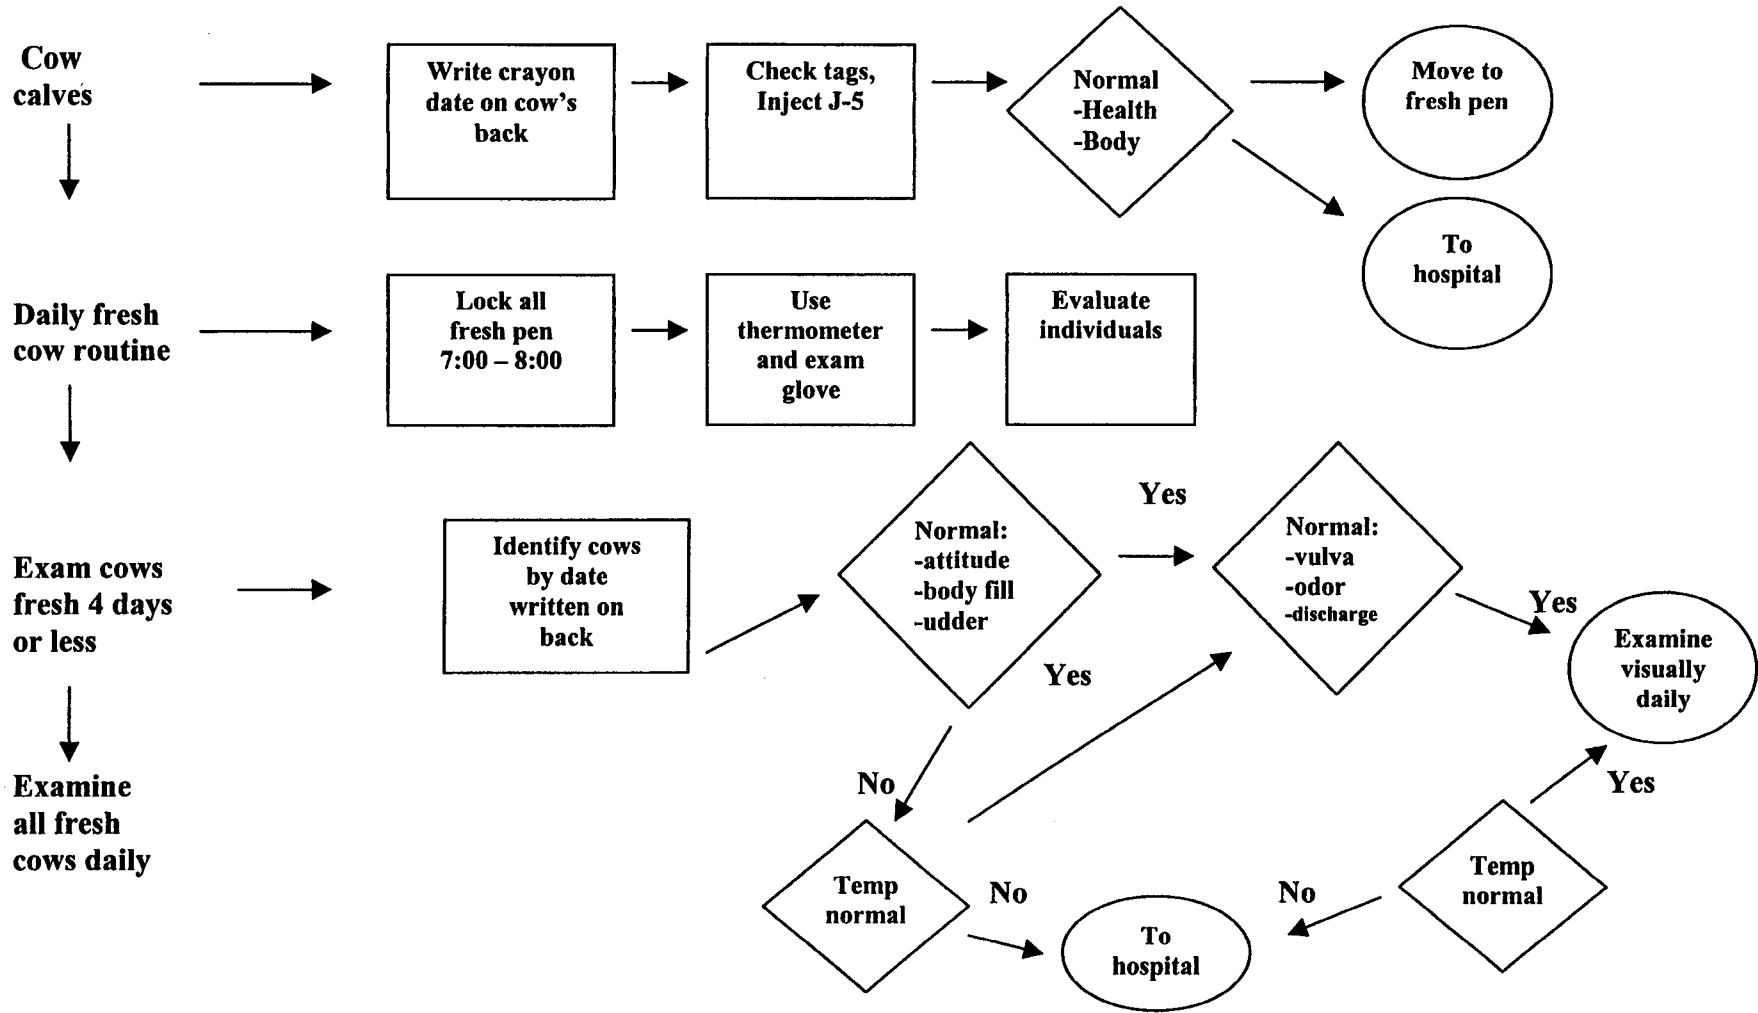 Cow
calves
Write crayon
date on cow's
back
Check tags,
Inject J-5
Normal
-Health
-Body
Move to
fresh pen
To
hospital
Daily fresh
cow routine
Lock all
fresh pen
7:00 – 8:00
Use
thermometer
and exam
glove
Evaluate
individuals
Exam cows
fresh 4 days
or less
Identify cows
by date
written on
back
Normal:
-attitude
-body fill
-udder
Yes
Normal:
-vulva
-odor
-discharge
Yes
Examine
visually
daily
Yes
No
Examine
all fresh
cows daily
Temp
normal
No
To
hospital
No
Temp
normal
Yes